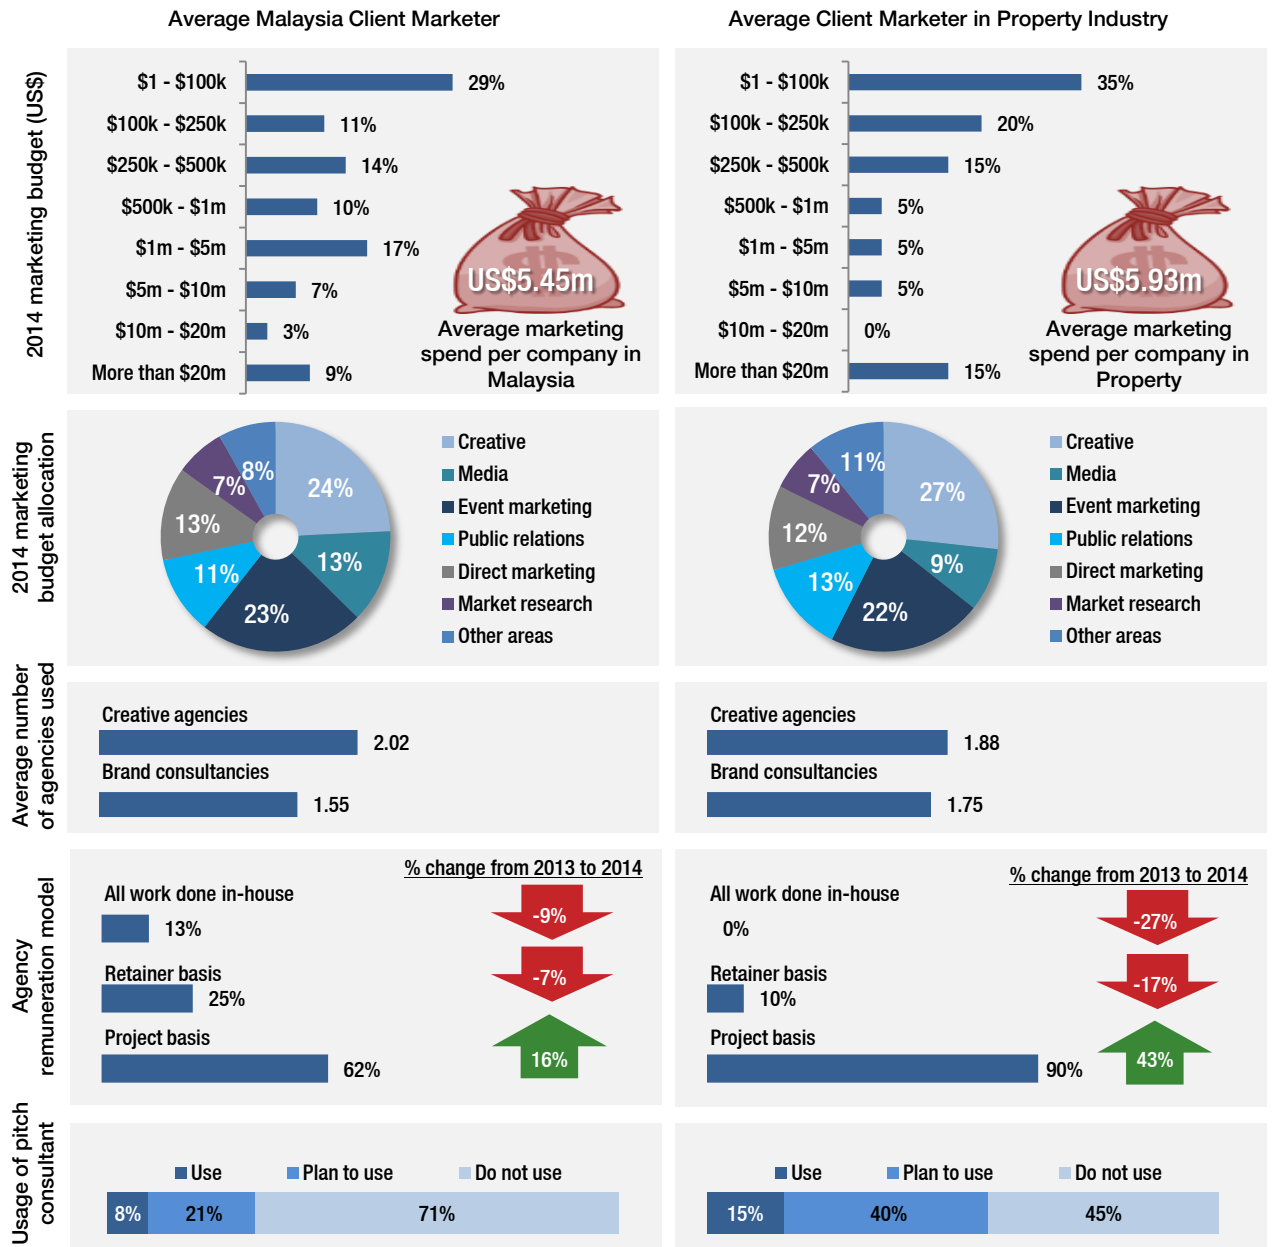 Average Malaysia Client Marketer
Average Client Marketer in Property Industry
2014 marketing budget (US$)
$1 - $100k 29%
$100k - $250k 11%
$250k - $500k 14%
$500k - $1m 10%
$1m - $5m 17%
$5m - $10m 7%
$10m - $20m 3%
More than $20m 9%
US$5.45m
Average marketing
spend per company in
Malaysia
$1 - $100k 35%
$100k - $250k 20%
$250k - $500k 15%
$500k - $1m 5%
$1m - $5m 5%
$5m - $10m 5%
$10m - $20m 0%
More than $20m 15%
US$5.93m
Average marketing
spend per company in
Property
2014 marketing
budget allocation
24%
13%
23%
11%
13%
7%
8%
Creative
Media
Event marketing
Public relations
Direct marketing
Market research
Other areas
27%
9%
22%
13%
12%
7%
11%
Creative
Media
Event marketing
Public relations
Direct marketing
Market research
Other areas
Average number
of agencies used
Creative agencies
2.02
Brand consultancies
1.55
Creative agencies
1.88
Brand consultancies
1.75
Agency
remuneration model
% change from 2013 to 2014
All work done in-house
13%
-9%
Retainer basis
25%
-7%
Project basis
62%
16%
% change from 2013 to 2014
All work done in-house
0%
-27%
Retainer basis
10%
-17%
Project basis
90%
43%
Usage of pitch
consultant
Use Plan to use Do not use
8% 21% 71%
Use Plan to use Do not use
15% 40% 45%